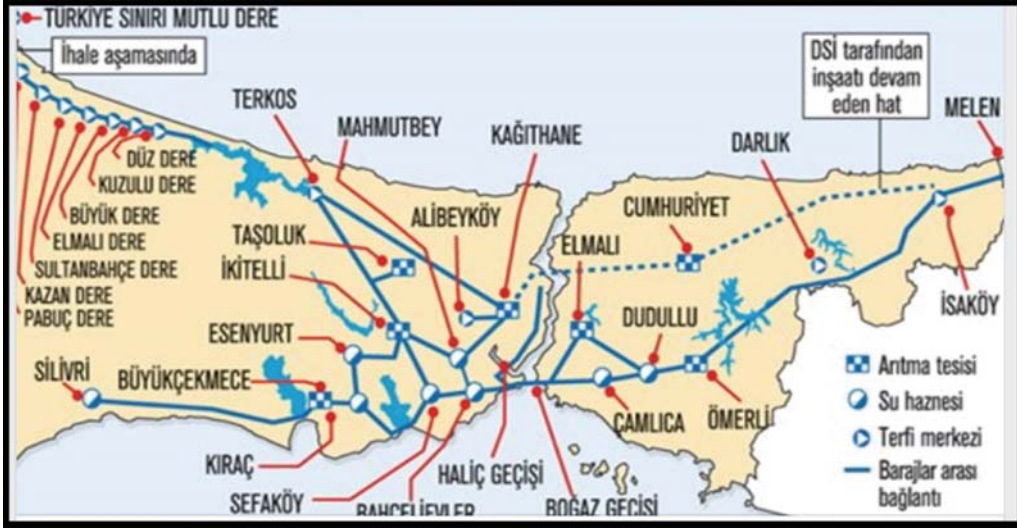 TÜRKİYE SINIRI MUTLU DERE
İhale aşamasında
DSİ tarafından
inşaatı devam
eden hat
TERKOS
MAHMUTBEY
KAĞITHANE
DARLIK
MELEN
DÜZ DERE
KUZULU DERE
BÜYÜK DERE
ELMALI DERE
SULTANBAHÇE DERE
KAZAN DERE
PABUÇ DERE
TAŞOLUK
ALİBEYKÖY
ELMALI
CUMHURİYET
İKİTELLİ
İSAKÖY
ESENYURT
DUDULLU
SİLİVRİ
BÜYÜKÇEKMECE
ÇAMLICA
ÖMERLİ
KIRAÇ
HALİÇ GEÇİŞİ
SEFAKÖY
BAHÇELİEVLER
BOĞAZ GEÇİŞİ
Arıtma tesisi
Su haznesi
Terfi merkezi
Barajlar arası
bağlantı